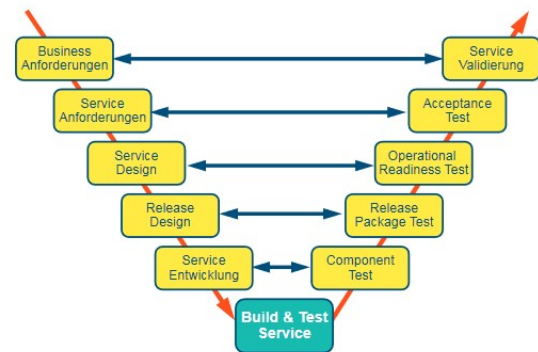 Business
Anforderungen
Service
Validierung
Service
Anforderungen
Acceptance
Test
Service
Design
Operational
Readiness Test
Release
Design
Release
Package Test
Service
Entwicklung
Component
Test
Build & Test
Service